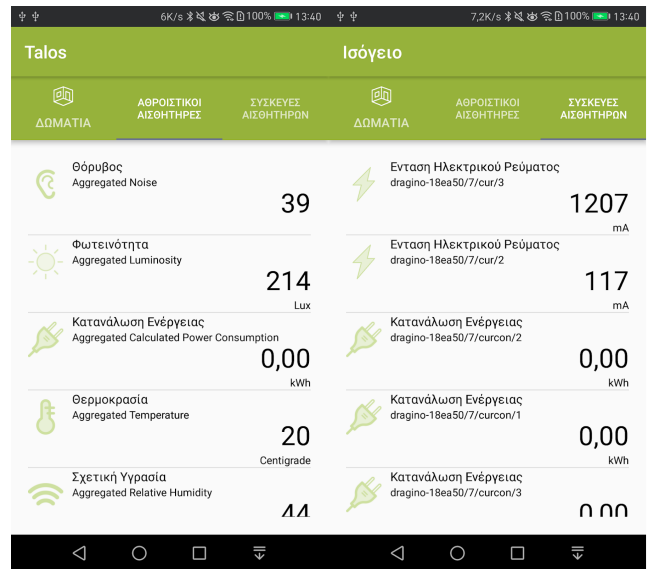 6K/s 100% 13:40
Talos
ΔΩΜΑΤΙΑ
ΑΘΡΟΙΣΤΙΚΟΙ
ΑΙΣΘΗΤΗΡΕΣ
ΣΥΣΚΕΥΕΣ
ΑΙΣΘΗΤΗΡΩΝ
Θόρυβος
Aggregated Noise
39
Φωτεινότητα
Aggregated Luminosity
214
Lux
Κατανάλωση Ενέργειας
Aggregated Calculated Power Consumption
0,00
kWh
Θερμοκρασία
Aggregated Temperature
20
Centigrade
Σχετική Υγρασία
Aggregated Relative Humidity
44
7,2K/s 100% 13:40
Ισόγειο
ΔΩΜΑΤΙΑ
ΑΘΡΟΙΣΤΙΚΟΙ
ΑΙΣΘΗΤΗΡΕΣ
ΣΥΣΚΕΥΕΣ
ΑΙΣΘΗΤΗΡΩΝ
Ενταση Ηλεκτρικού Ρεύματος
dragino-18ea50/7/cur/3
1207
mA
Ενταση Ηλεκτρικού Ρεύματος
dragino-18ea50/7/cur/2
117
mA
Κατανάλωση Ενέργειας
dragino-18ea50/7/curcon/2
0,00
kWh
Κατανάλωση Ενέργειας
dragino-18ea50/7/curcon/1
0,00
kWh
Κατανάλωση Ενέργειας
dragino-18ea50/7/curcon/3
0,00